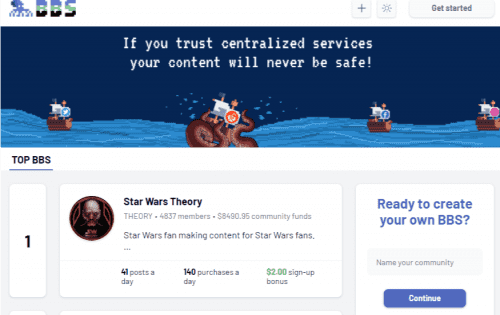 BBS
+
Get started
If you trust centralized services
your content will never be safe!
TOP BBS
1
Star Wars Theory
THEORY • 4837 members • $8490.95 community funds
Star Wars fan making content for Star Wars fans,
...
41 posts a
day
140 purchases a
day
$2.00 sign-up
bonus
Ready to create
your own BBS?
Name your community
Continue